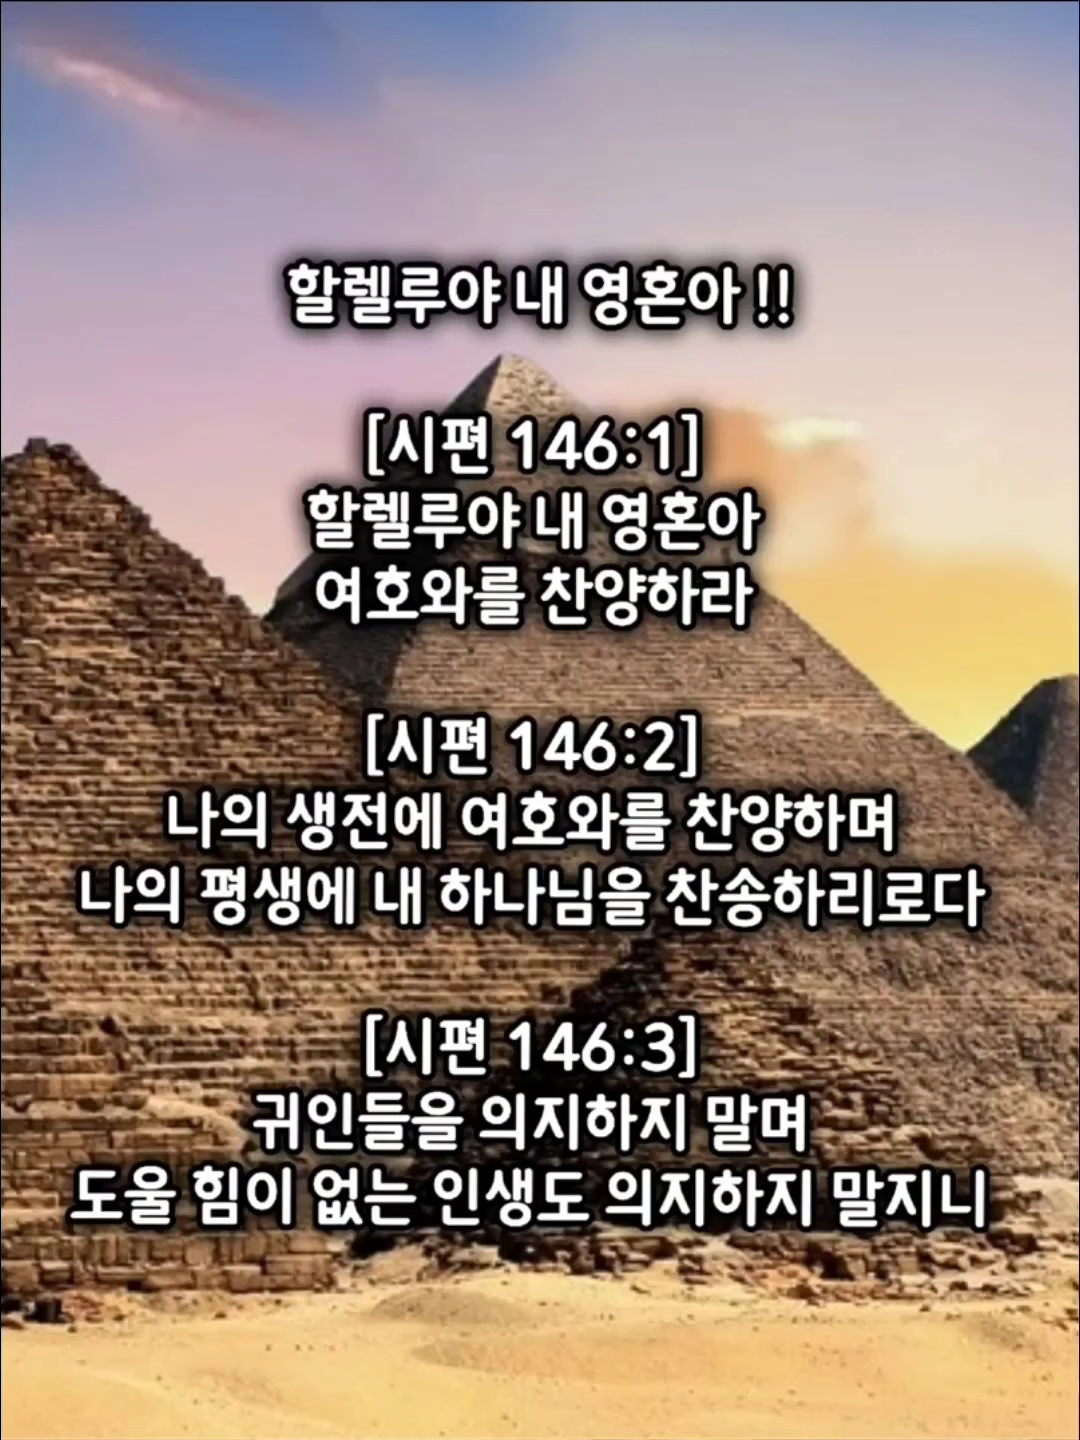 할렐루야 내 영혼아 !!
[시편 146:1]
할렐루야 내 영혼아
여호와를 찬양하라
[시편 146:2]
나의 생전에 여호와를 찬양하며
나의 평생에 내 하나님을 찬송하리로다
[시편 146:3]
귀인들을 의지하지 말며
도울 힘이 없는 인생도 의지하지 말지니